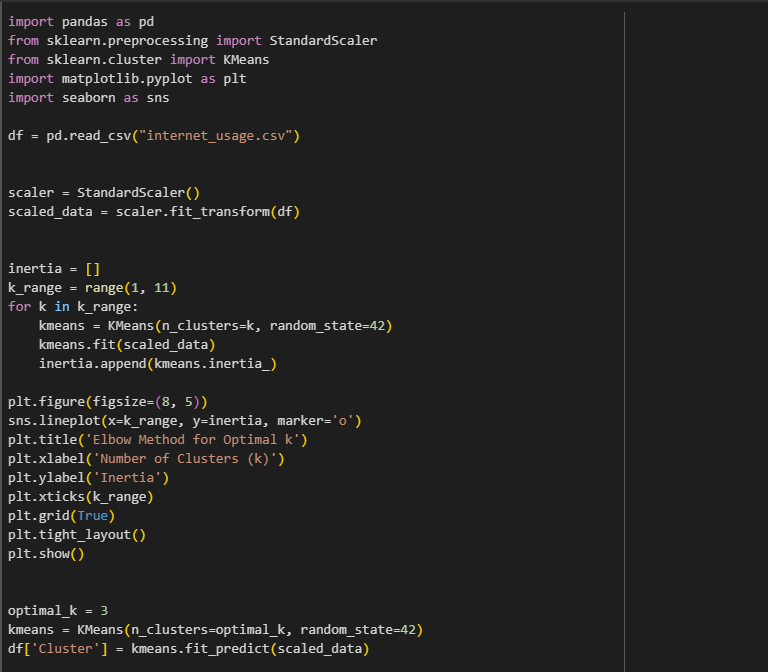 import pandas as pd
from sklearn.preprocessing import StandardScaler
from sklearn.cluster import KMeans
import matplotlib.pyplot as plt
import seaborn as sns
df = pd.read_csv("internet_usage.csv")
scaler = StandardScaler()
scaled_data = scaler.fit_transform(df)
inertia = []
k_range = range(1, 11)
for k in k_range:
    kmeans = KMeans(n_clusters=k, random_state=42)
    kmeans.fit(scaled_data)
    inertia.append(kmeans.inertia_)
plt.figure(figsize=(8, 5))
sns.lineplot(x=k_range, y=inertia, marker='o')
plt.title('Elbow Method for Optimal k')
plt.xlabel('Number of Clusters (k)')
plt.ylabel('Inertia')
plt.xticks(k_range)
plt.grid(True)
plt.tight_layout()
plt.show()
optimal_k = 3
kmeans = KMeans(n_clusters=optimal_k, random_state=42)
df['Cluster'] = kmeans.fit_predict(scaled_data)